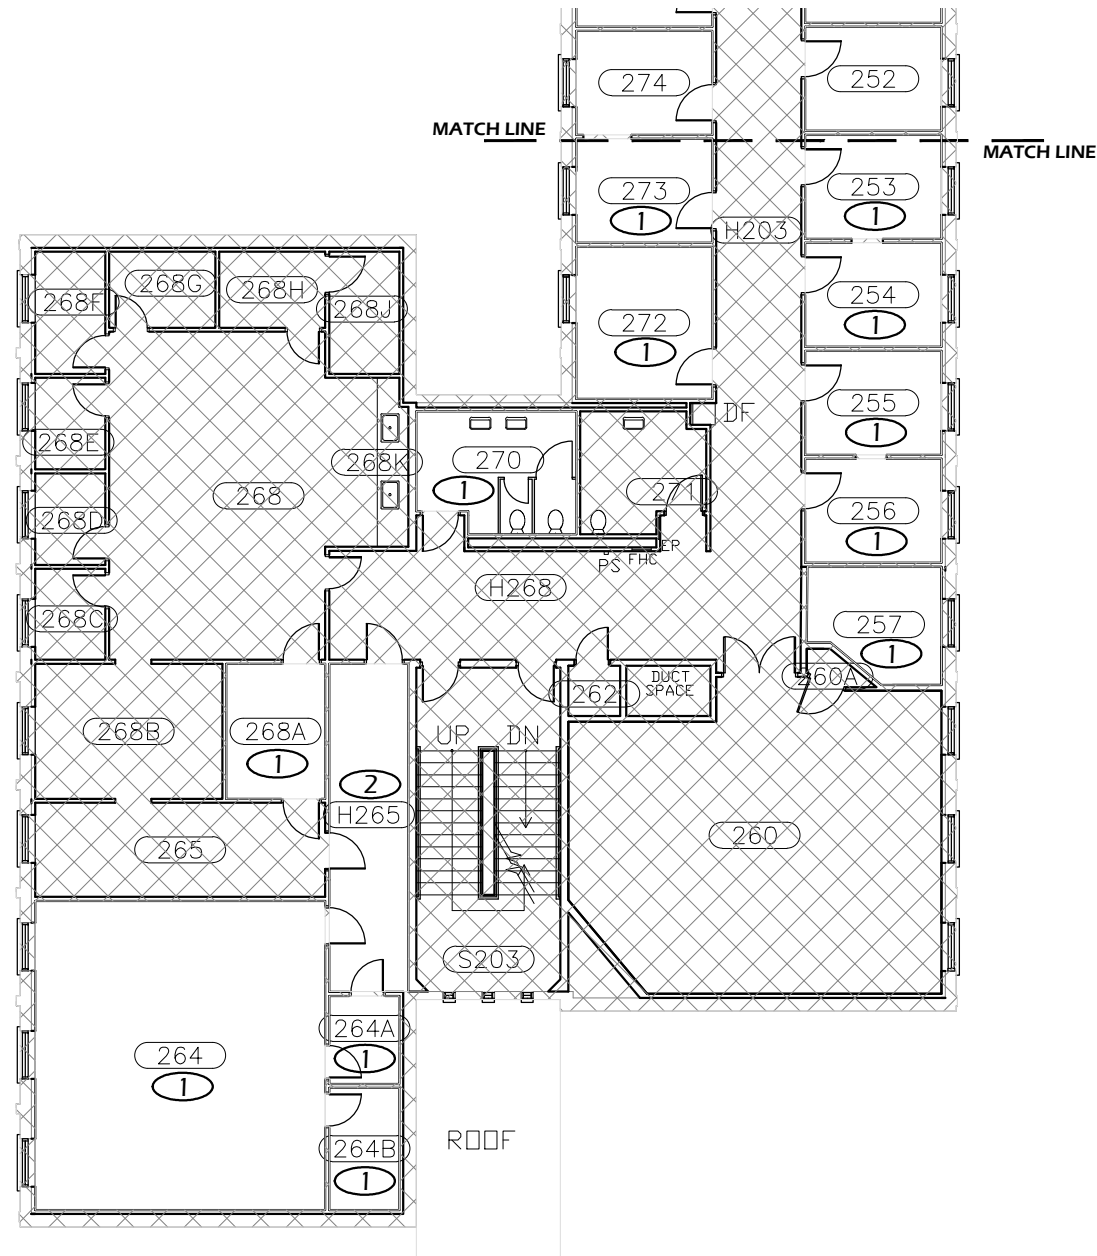 274
252
MATCH LINE
MATCH LINE
273
1
253
1
H203
268F
268G
268H
268J
254
1
272
1
255
1
DF
268E
268K
270
1
271
268
268D
256
1
EP
FHC
PS
H268
268C
257
1
260A
DUCT
SPACE
262
268B
268A
1
UP
DN
2
H265
265
260
S203
264
1
264A
1
264B
1
ROOF